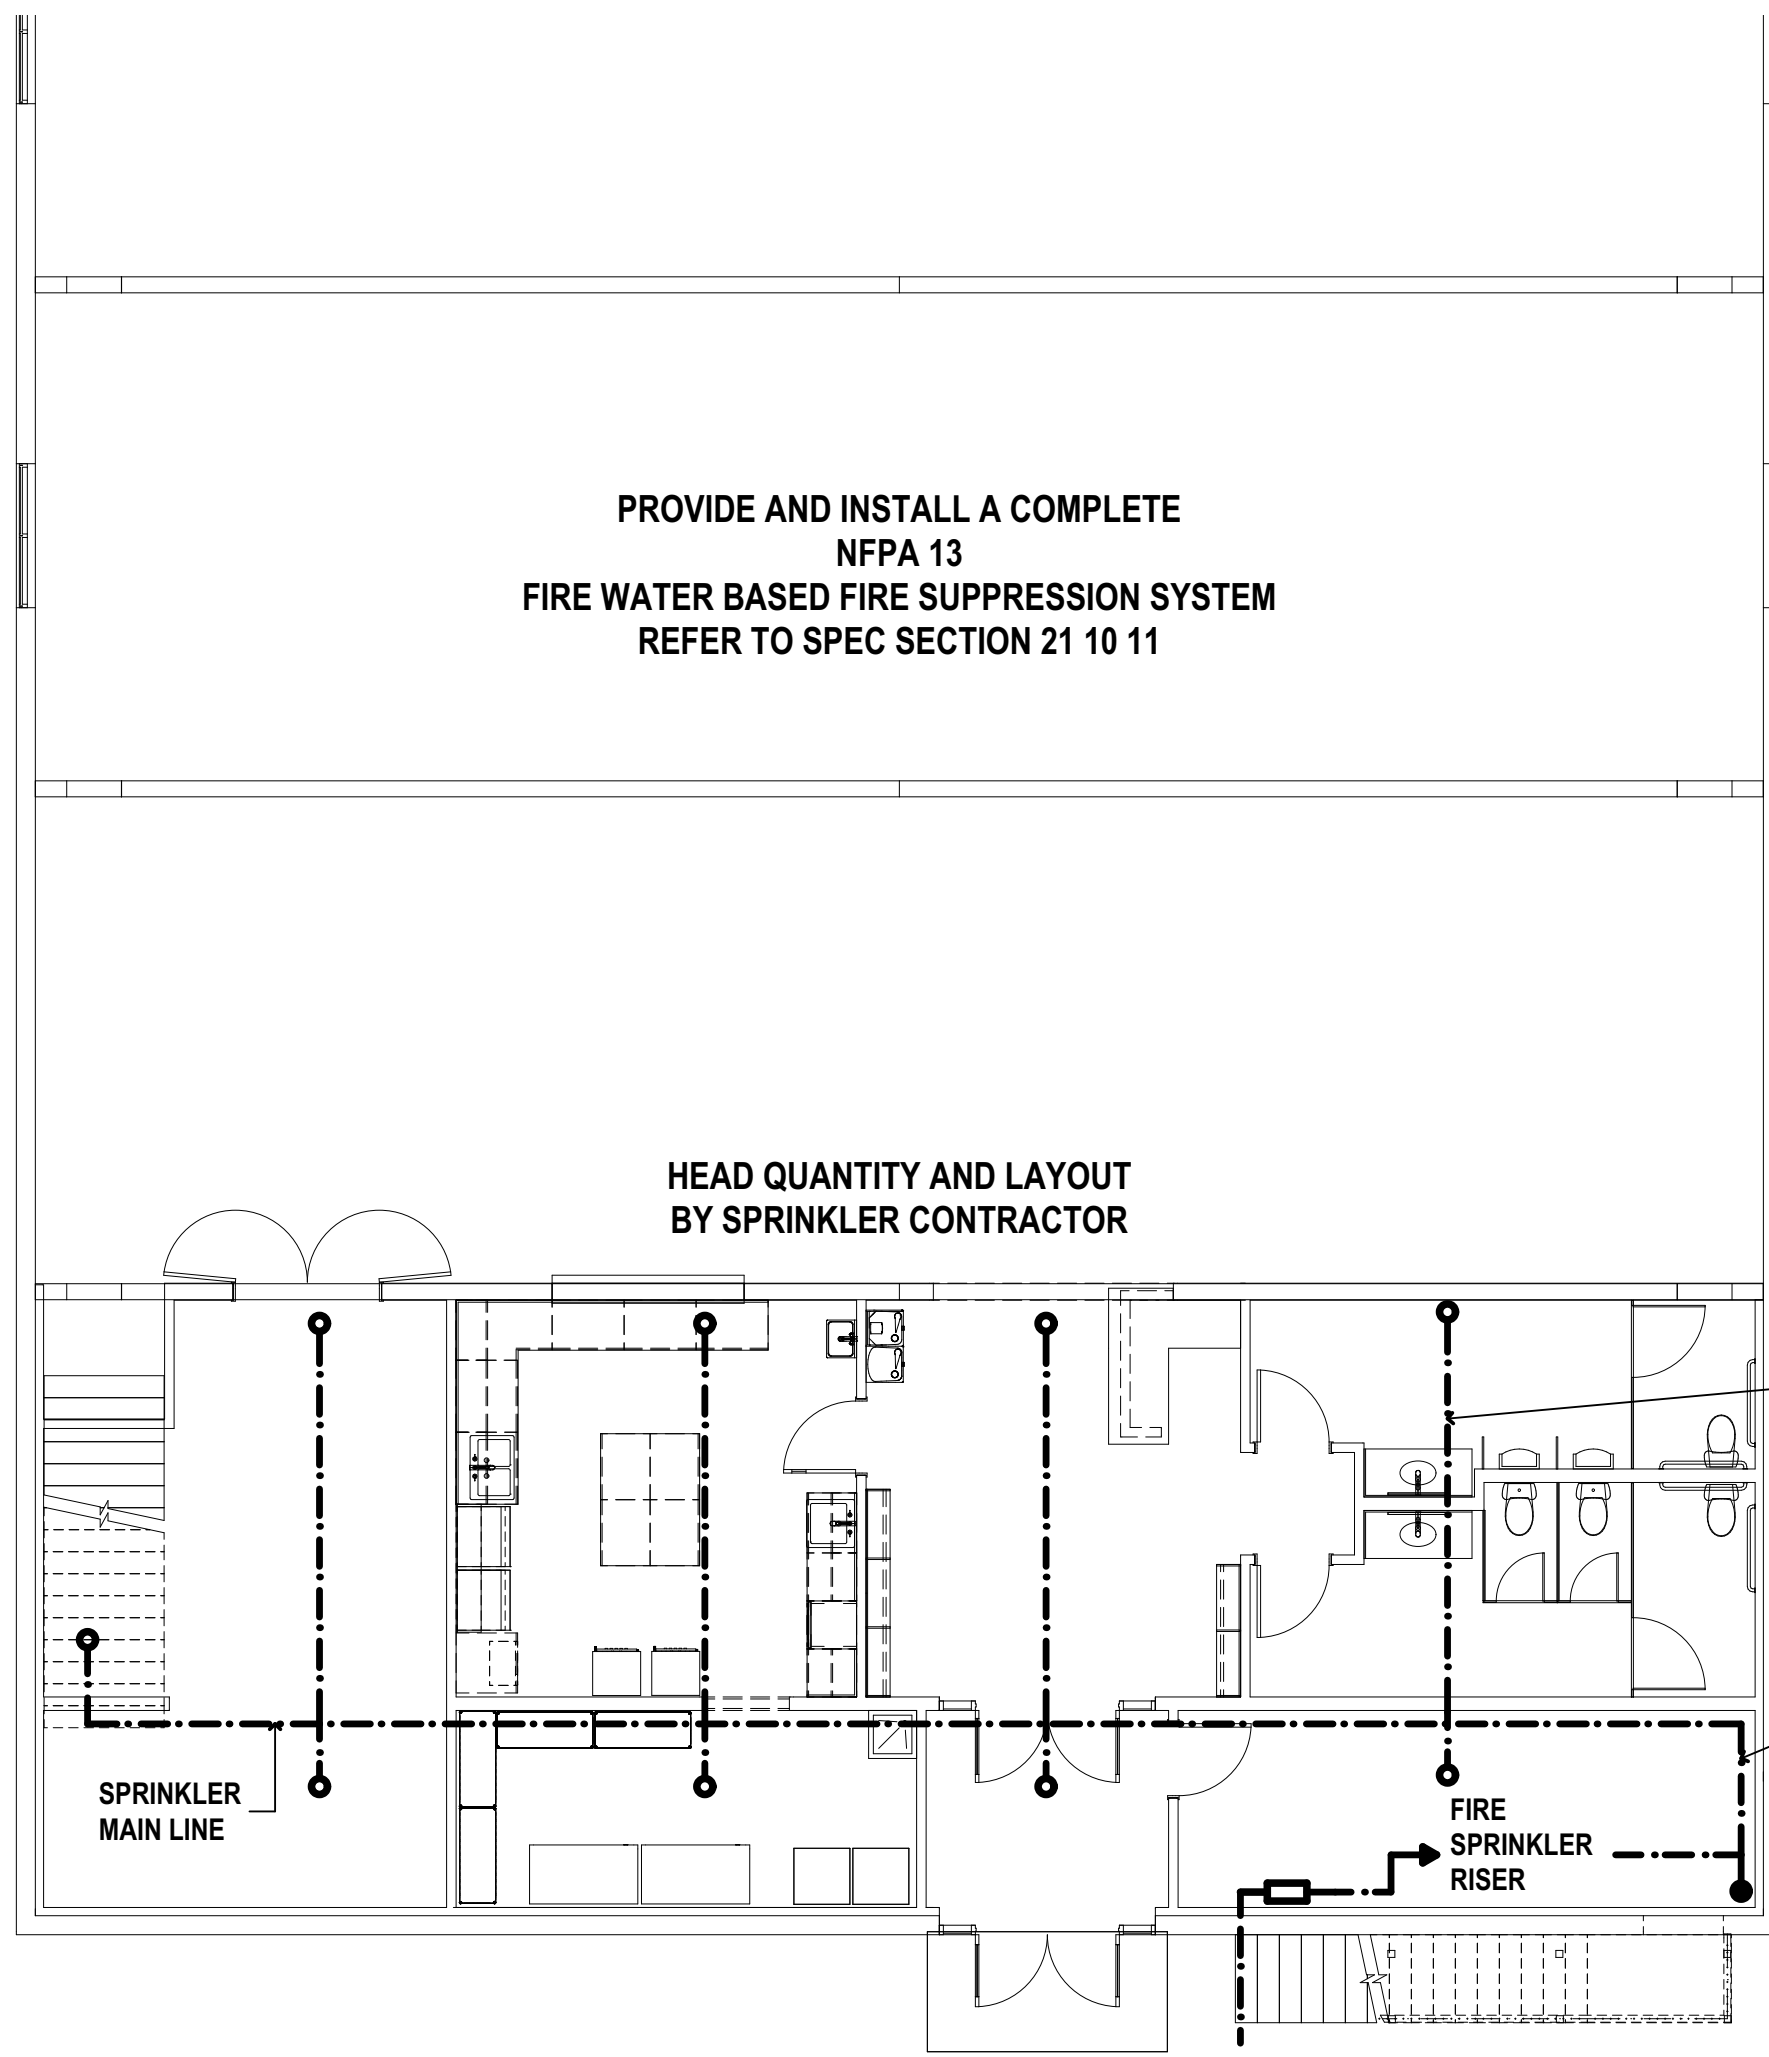 PROVIDE AND INSTALL A COMPLETE
NFPA 13
FIRE WATER BASED FIRE SUPPRESSION SYSTEM
REFER TO SPEC SECTION 21 10 11
HEAD QUANTITY AND LAYOUT
BY SPRINKLER CONTRACTOR
SPRINKLER
MAIN LINE
FIRE
SPRINKLER
RISER